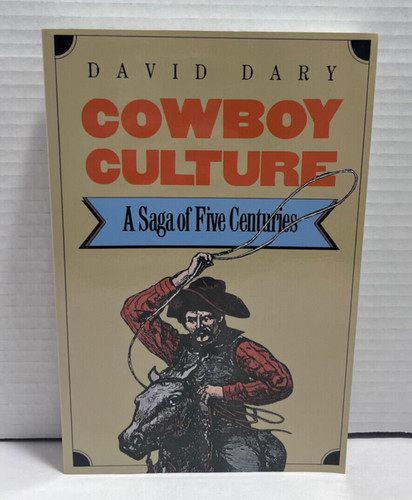 DAVID DARY
COWBOY
CULTURE
A Saga of Five Centuries